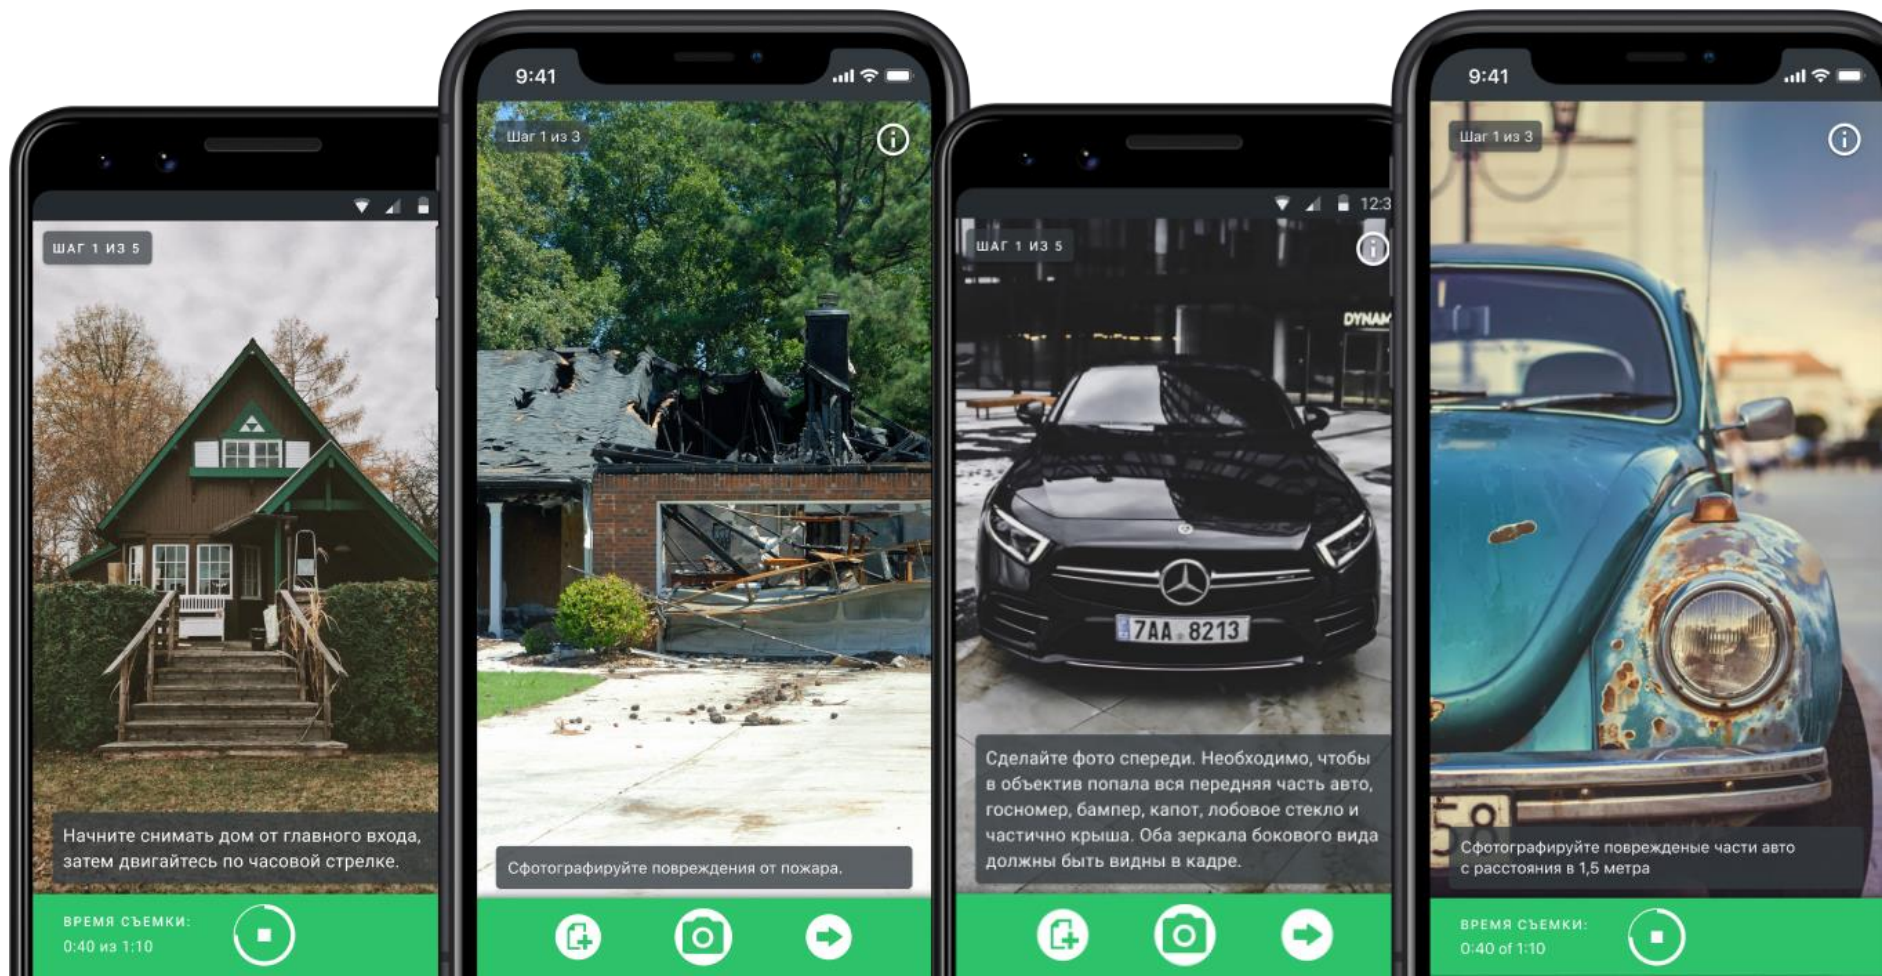 ШАГ 1 ИЗ 5
Начните снимать дом от главного входа,
затем двигайтесь по часовой стрелке.
ВРЕМЯ СЪЕМКИ:
0:40 из 1:10
9:41
Шаг 1 из 3
Сфотографируйте повреждения от пожара.
12:3
ШАГ 1 ИЗ 5
DYNAM
7AA 8213
Сделайте фото спереди. Необходимо, чтобы
в объектив попала вся передняя часть авто,
госномер, бампер, капот, лобовое стекло и
частично крыша. Оба зеркала бокового вида
должны быть видны в кадре.
9:41
Шаг 1 из 3
58
Сфотографируйте поврежденые части авто
с расстояния в 1,5 метра
ВРЕМЯ СЪЕМКИ:
0:40 of 1:10